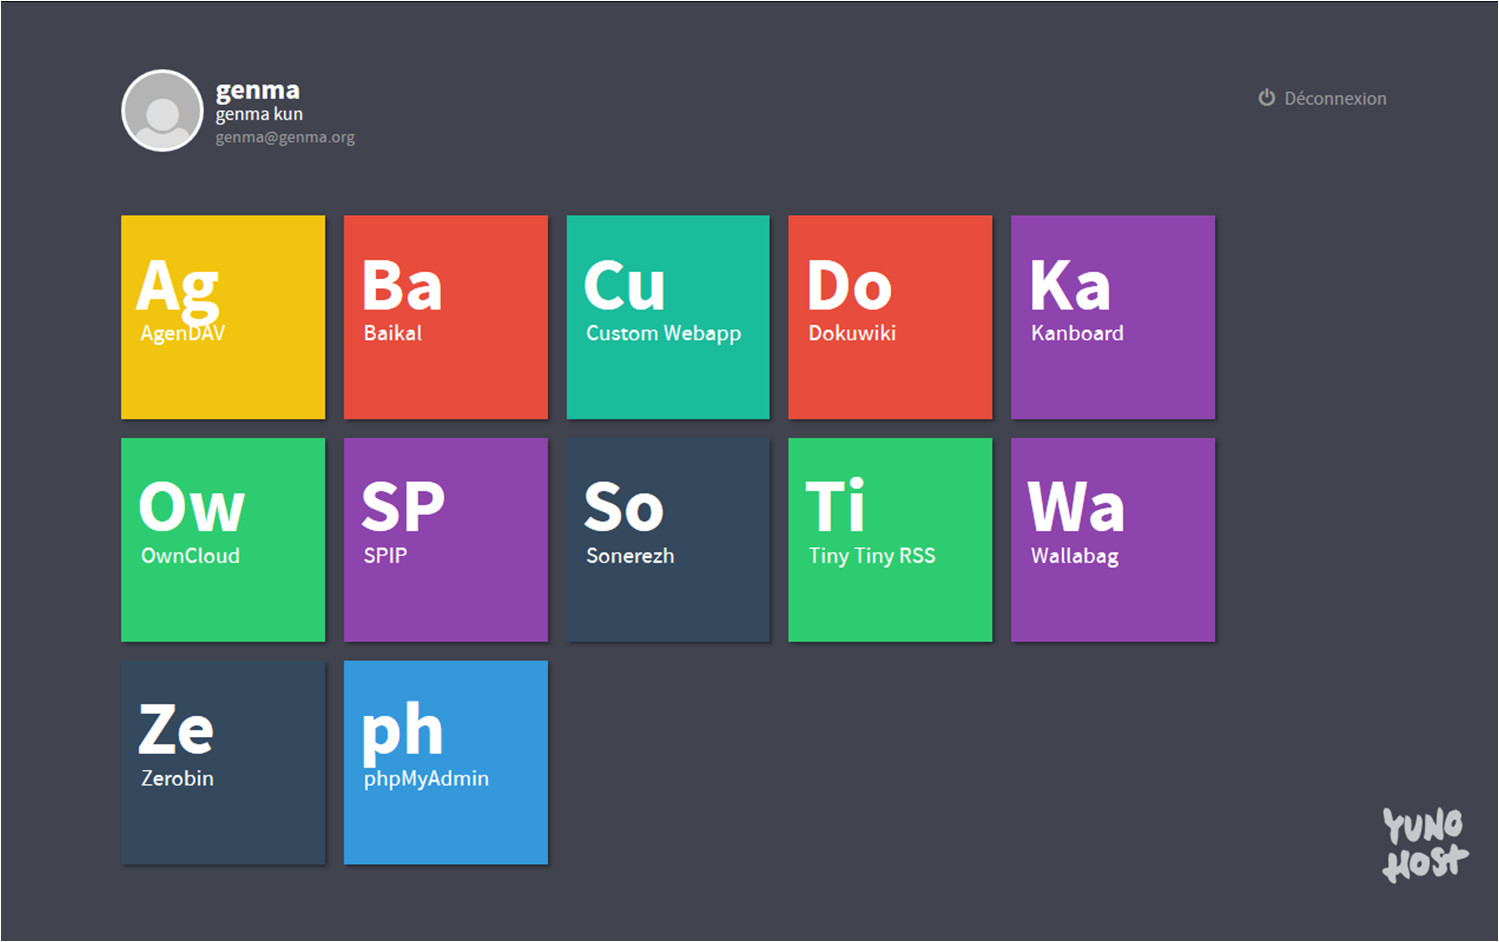 genma
genma kun
genma@genma.org
Déconnexion
Ag
AgenDAV
Ba
Baikal
Cu
Custom Webapp
Do
Dokuwiki
Ka
Kanboard
Ow
OwnCloud
SP
SPIP
So
Sonerezh
Ti
Tiny Tiny RSS
Wa
Wallabag
Ze
Zerobin
ph
phpMyAdmin
YUNO
HOST